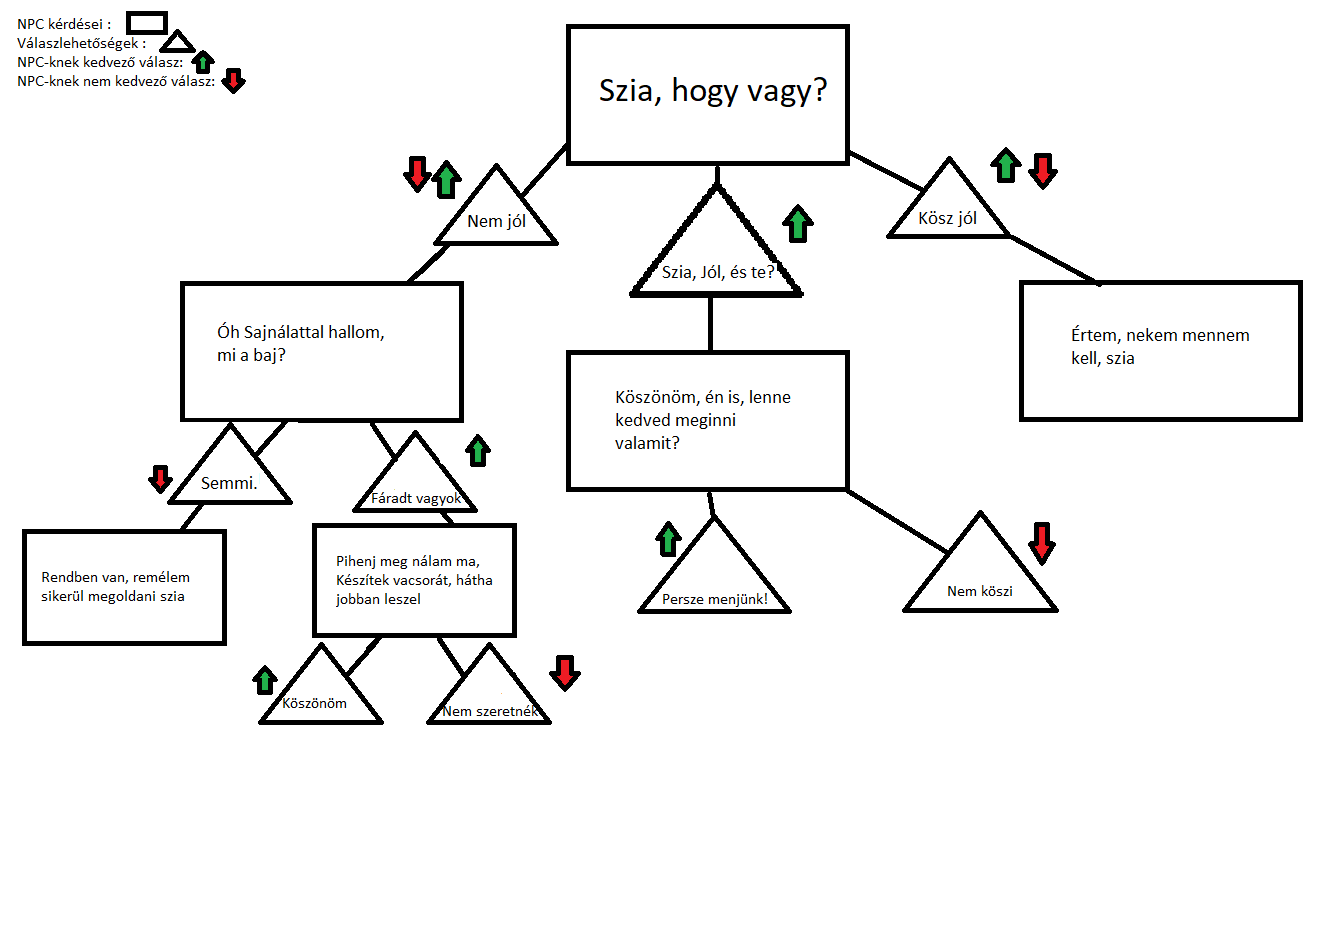 NPC kérdései :
Válaszlehetőségek :
NPC-knek kedvező válasz:
NPC-knek nem kedvező válasz:
Szia, hogy vagy?
Nem jól
Szia, Jól, és te?
Kösz jól
Óh Sajnálattal hallom,
mi a baj?
Köszönöm, én is, lenne
kedved meginni
valamit?
Értem, nekem mennem
kell, szia
Semmi.
Fáradt vagyok
Rendben van, remélem
sikerül megoldani szia
Pihenj meg nálam ma,
Készítek vacsorát, hátha
jobban leszel
Persze menjünk!
Nem köszi
Köszönöm
Nem szeretnék